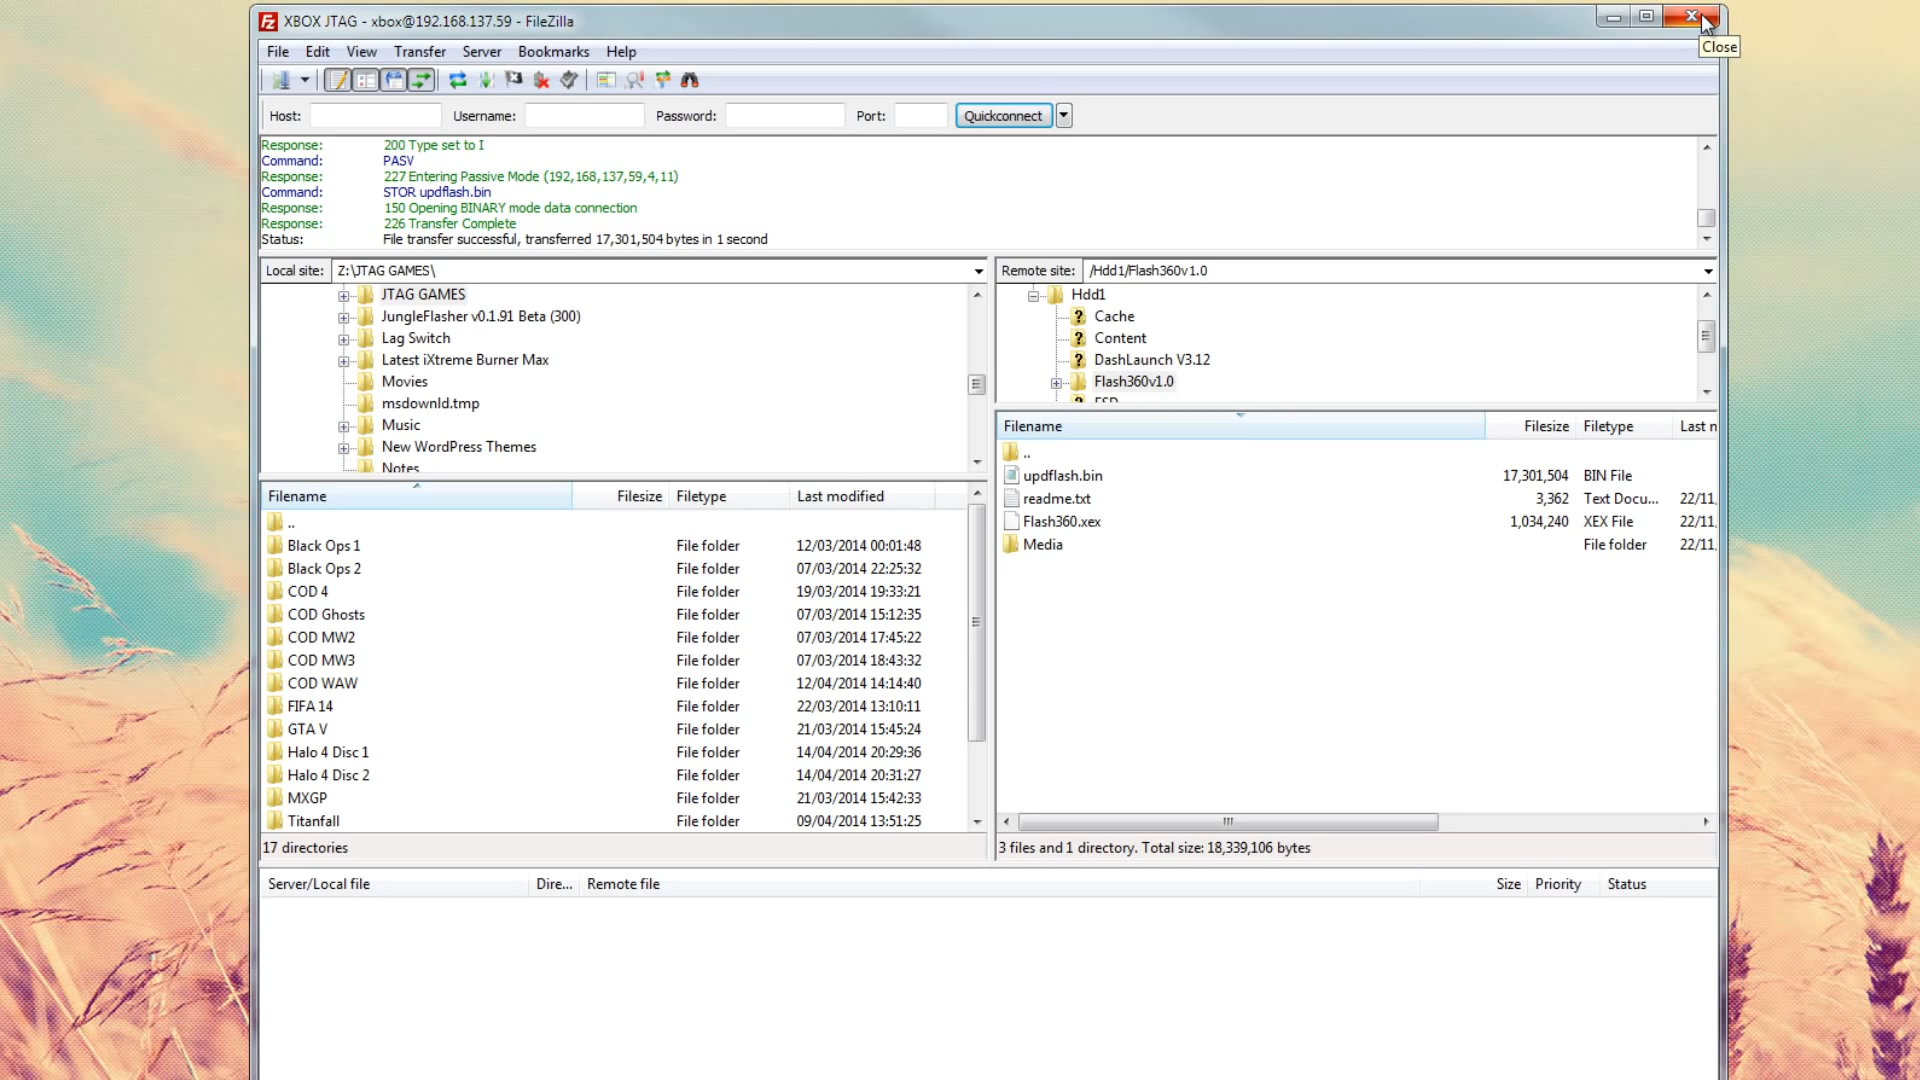 XBOX JTAG - xbox@192.168.137.59 - FileZilla
Close
File Edit View Transfer Server Bookmarks Help
Host: Username: Password: Port: Quickconnect
Response: 200 Type set to I
Command: PASV
Response: 227 Entering Passive Mode (192,168,137,59,4,11)
Command: STOR updflash.bin
Response: 150 Opening BINARY mode data connection
Response: 226 Transfer Complete
Status: File transfer successful, transferred 17,301,504 bytes in 1 second
Local site: Z:\JTAG GAMES\
JTAG GAMES
JungleFlasher v0.1.91 Beta (300)
Lag Switch
Latest iXtreme Burner Max
Movies
msdownld.tmp
Music
New WordPress Themes
Notes
Filename Filesize Filetype Last modified
..
Black Ops 1 File folder 12/03/2014 00:01:48
Black Ops 2 File folder 07/03/2014 22:25:32
COD 4 File folder 19/03/2014 19:33:21
COD Ghosts File folder 07/03/2014 15:12:35
COD MW2 File folder 07/03/2014 17:45:22
COD MW3 File folder 07/03/2014 18:43:32
COD WAW File folder 12/04/2014 14:14:40
FIFA 14 File folder 22/03/2014 13:10:11
GTA V File folder 21/03/2014 15:45:24
Halo 4 Disc 1 File folder 14/04/2014 20:29:36
Halo 4 Disc 2 File folder 14/04/2014 20:31:27
MXGP File folder 21/03/2014 15:42:33
Titanfall File folder 09/04/2014 13:51:25
17 directories
Remote site: /Hdd1/Flash360v1.0
Hdd1
Cache
Content
DashLaunch V3.12
Flash360v1.0
Filename Filesize Filetype Last n
..
updflash.bin 17,301,504 BIN File
readme.txt 3,362 Text Docu... 22/11,
Flash360.xex 1,034,240 XEX File 22/11,
Media File folder 22/11,
3 files and 1 directory. Total size: 18,339,106 bytes
Server/Local file Dire... Remote file Size Priority Status